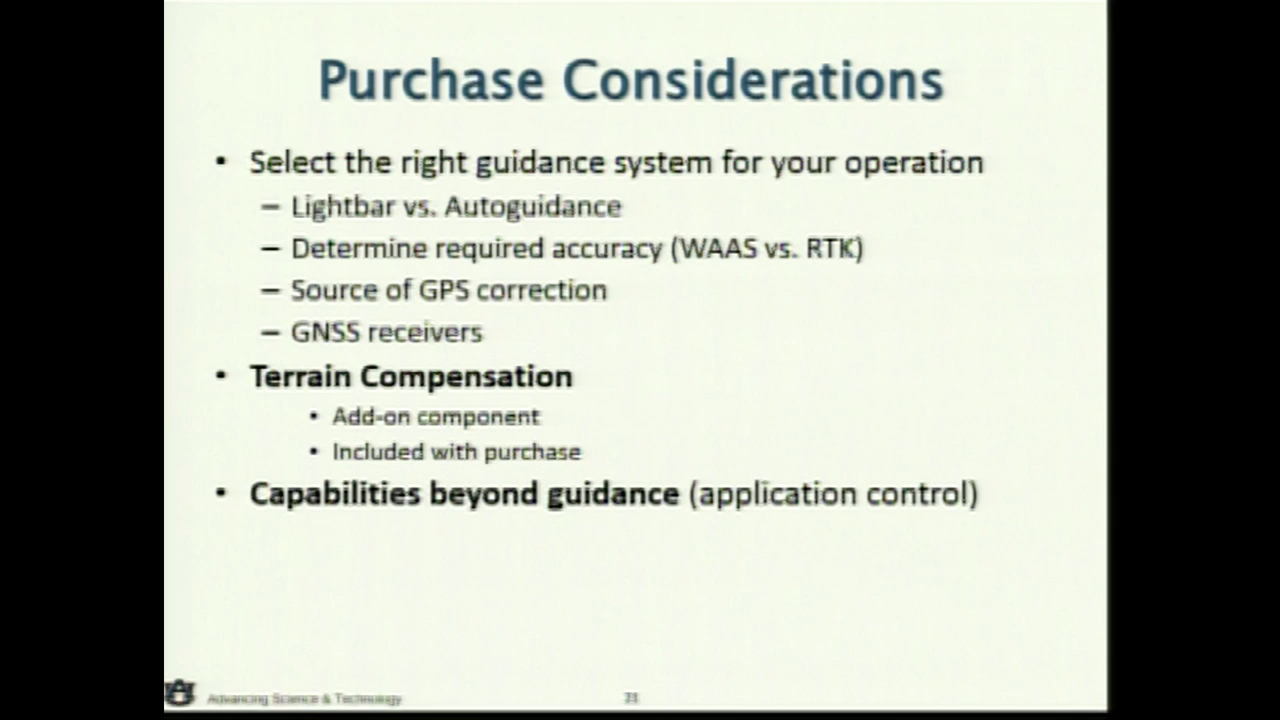 Purchase Considerations
• Select the right guidance system for your operation
– Lightbar vs. Autoguidance
– Determine required accuracy (WAAS vs. RTK)
– Source of GPS correction
– GNSS receivers
• Terrain Compensation
• Add-on component
• Included with purchase
• Capabilities beyond guidance (application control)
Advancing Science & Technology